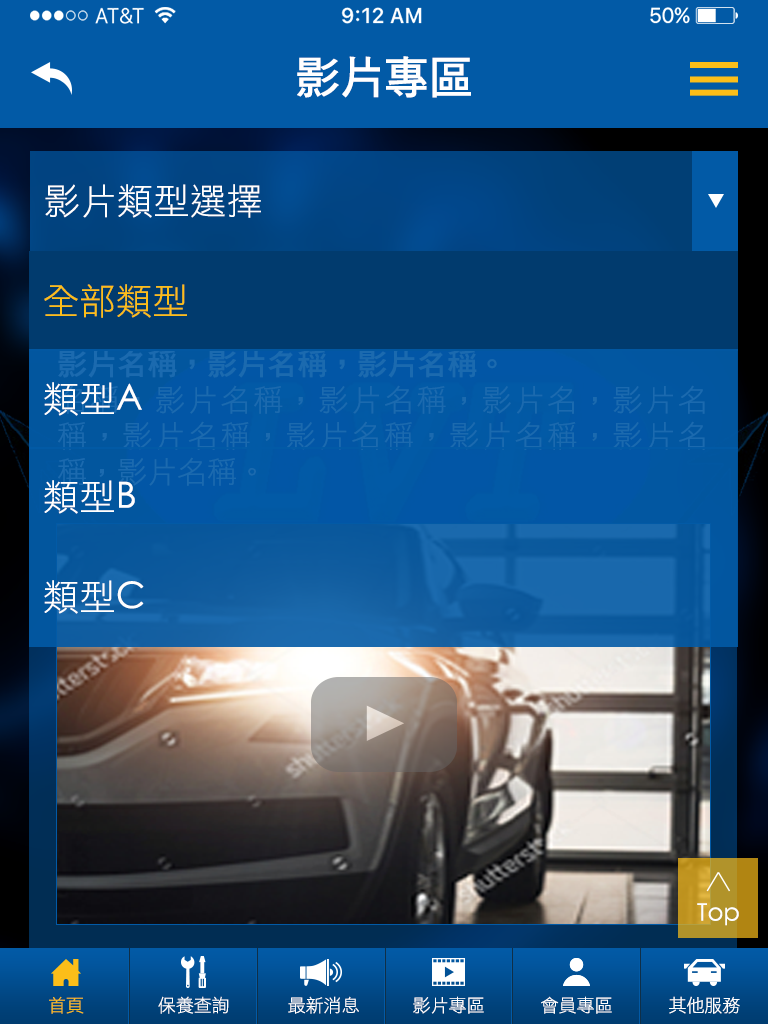 AT&T
9:12 AM
50%
影片專區
影片類型選擇
全部類型
影片名稱，影片名稱，影片名稱。
類型A
影片名稱，影片名稱，影片名，影片名
稱，影片名稱，影片名稱，影片名稱，影片名
稱，影片名稱。
類型B
類型C
shutterstock
shutterstock
Top
首頁
保養查詢
最新消息
影片專區
會員專區
其他服務